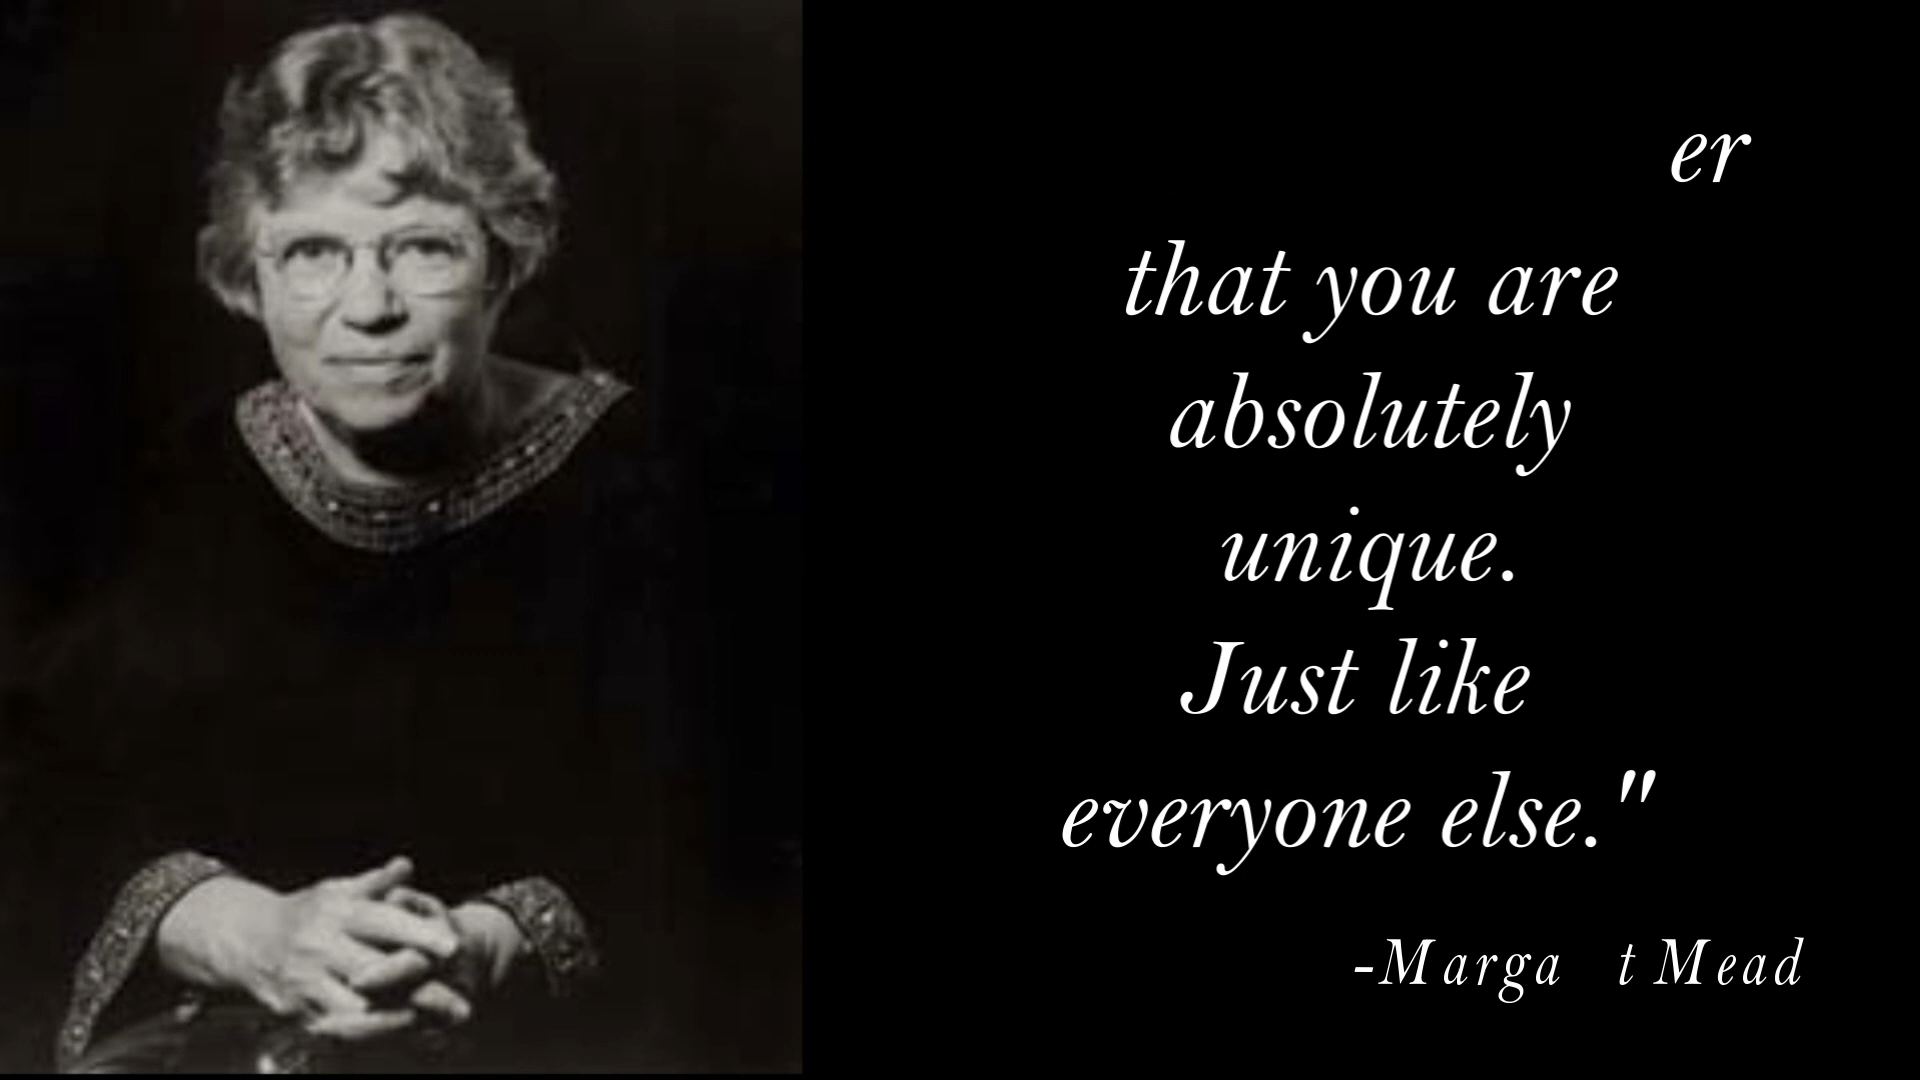 er
that you are
absolutely
unique.
Just like
everyone else."
-Marga t Mead